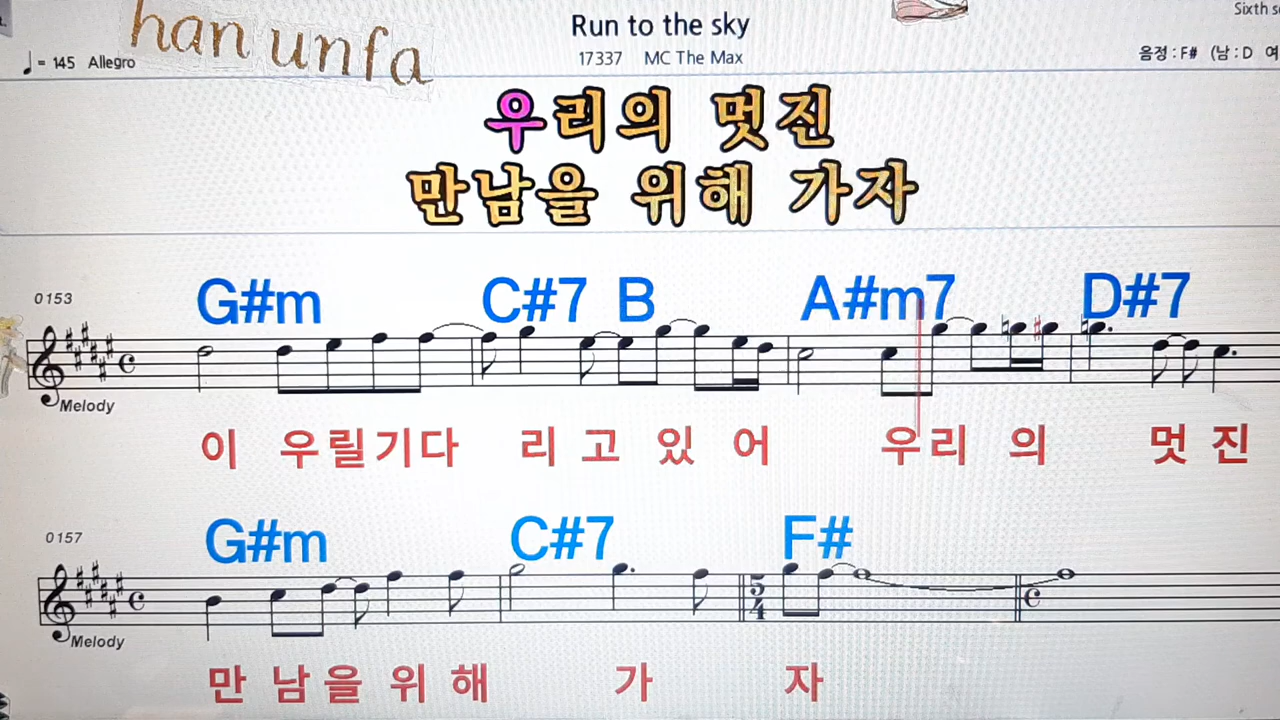 han unfa
Run to the sky
Sixth s
♩= 145 Allegro
17337 MC The Max
음정 : F# (남 : D 여
우리의 멋진
만남을 위해 가자
0153
G#m C#7 B A#m7 D#7
Melody
이 우릴기다 리 고 있 어 우리 의 멋 진
0157
G#m C#7 F#
5
4
Melody
만 남을 위 해 가 자